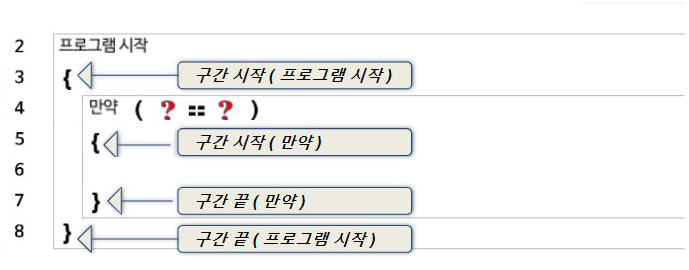 2 프로그램 시작
3 { 구간 시작 ( 프로그램 시작 )
4 만약 ( ? == ? )
5 { 구간 시작 ( 만약 )
6
7 } 구간 끝 ( 만약 )
8 } 구간 끝 ( 프로그램 시작 )